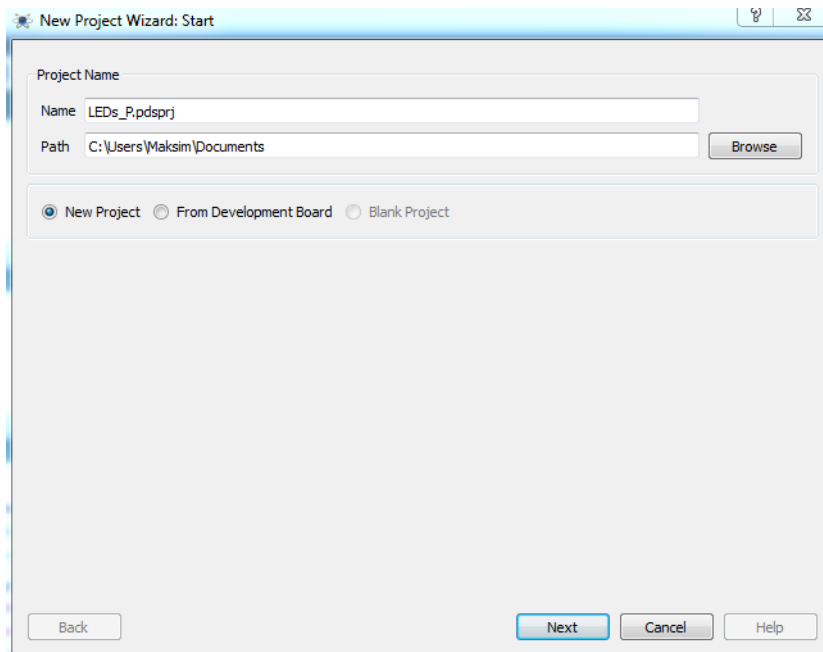 New Project Wizard: Start
Project Name
Name LEDs_P.pdsprj
Path C:\Users\Maksim\Documents Browse
New Project From Development Board Blank Project
Back Next Cancel Help